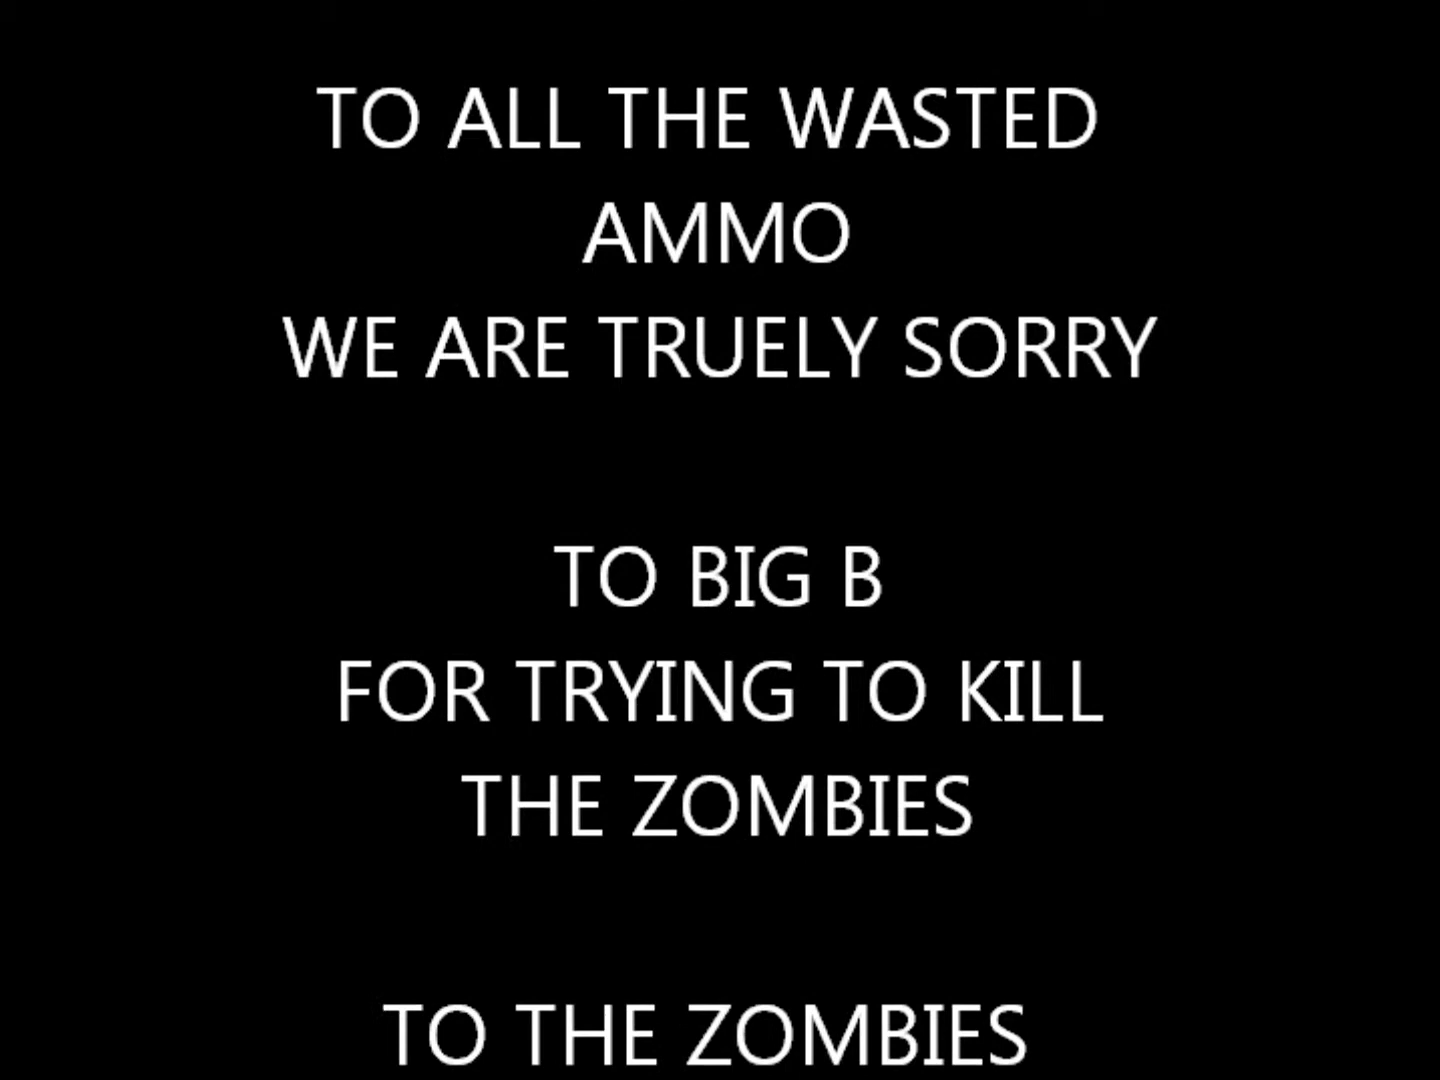 TO ALL THE WASTED
AMMO
WE ARE TRUELY SORRY
TO BIG B
FOR TRYING TO KILL
THE ZOMBIES
TO THE ZOMBIES